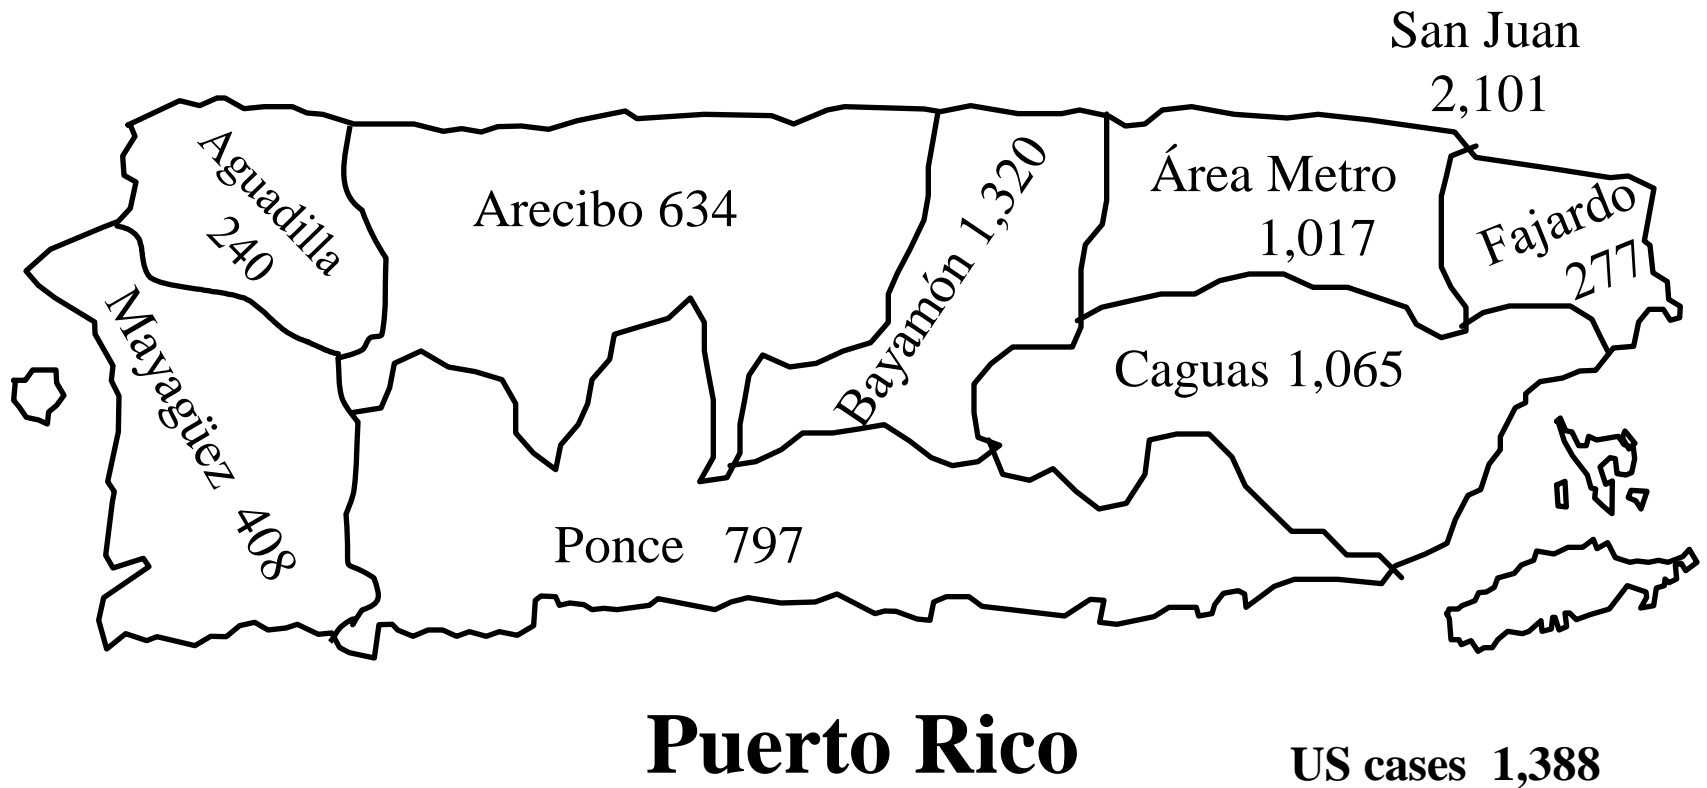 San Juan
2,101
Aguadilla
240
Arecibo 634
Bayamón 1,320
Área Metro
1,017
Fajardo
277
Mayagüez 408
Caguas 1,065
Ponce 797
Puerto Rico
US cases 1,388